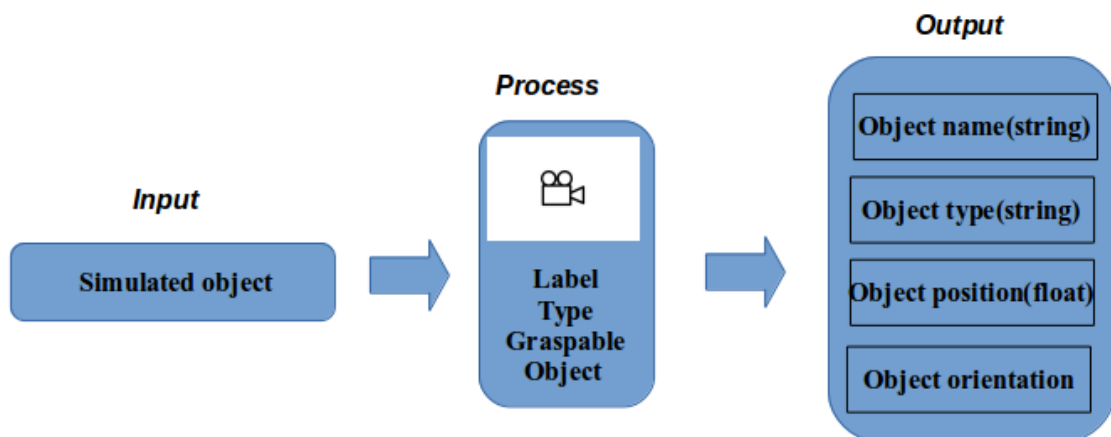 Input
Simulated object
Process
Label
Type
Graspable
Object
Output
Object name(string)
Object type(string)
Object position(float)
Object orientation